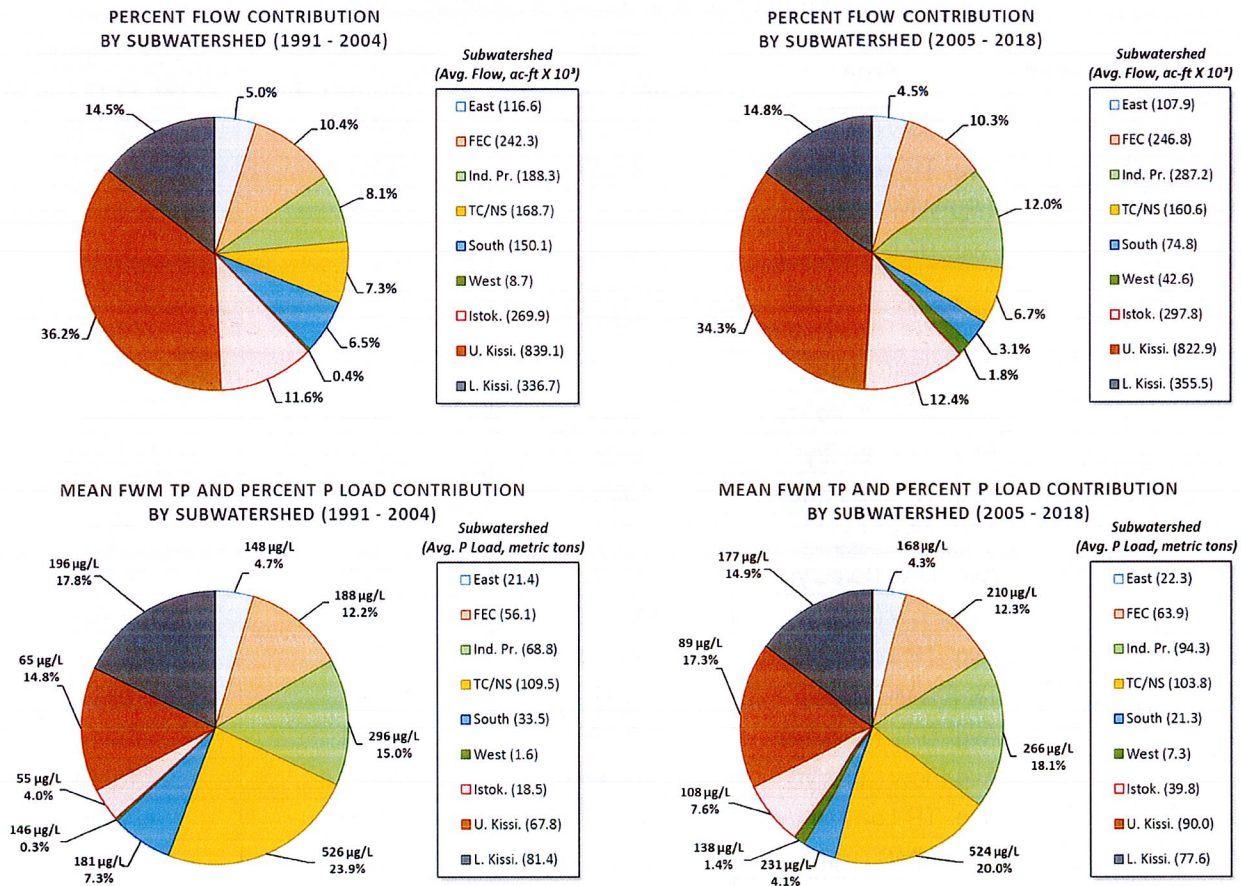 PERCENT FLOW CONTRIBUTION
BY SUBWATERSHED (1991 - 2004)
Subwatershed
(Avg. Flow, ac-ft X 10³)
East (116.6)
FEC (242.3)
Ind. Pr. (188.3)
TC/NS (168.7)
South (150.1)
West (8.7)
Istok. (269.9)
U. Kissi. (839.1)
L. Kissi. (336.7)
5.0%
10.4%
8.1%
7.3%
6.5%
0.4%
11.6%
36.2%
14.5%
PERCENT FLOW CONTRIBUTION
BY SUBWATERSHED (2005 - 2018)
Subwatershed
(Avg. Flow, ac-ft X 10³)
East (107.9)
FEC (246.8)
Ind. Pr. (287.2)
TC/NS (160.6)
South (74.8)
West (42.6)
Istok. (297.8)
U. Kissi. (822.9)
L. Kissi. (355.5)
4.5%
10.3%
12.0%
6.7%
3.1%
1.8%
12.4%
34.3%
14.8%
MEAN FWM TP AND PERCENT P LOAD CONTRIBUTION
BY SUBWATERSHED (1991 - 2004)
Subwatershed
(Avg. P Load, metric tons)
East (21.4)
FEC (56.1)
Ind. Pr. (68.8)
TC/NS (109.5)
South (33.5)
West (1.6)
Istok. (18.5)
U. Kissi. (67.8)
L. Kissi. (81.4)
148 µg/L
4.7%
188 µg/L
12.2%
296 µg/L
15.0%
526 µg/L
23.9%
181 µg/L
7.3%
146 µg/L
0.3%
55 µg/L
4.0%
65 µg/L
14.8%
196 µg/L
17.8%
MEAN FWM TP AND PERCENT P LOAD CONTRIBUTION
BY SUBWATERSHED (2005 - 2018)
Subwatershed
(Avg. P Load, metric tons)
East (22.3)
FEC (63.9)
Ind. Pr. (94.3)
TC/NS (103.8)
South (21.3)
West (7.3)
Istok. (39.8)
U. Kissi. (90.0)
L. Kissi. (77.6)
168 µg/L
4.3%
210 µg/L
12.3%
266 µg/L
18.1%
524 µg/L
20.0%
231 µg/L
4.1%
138 µg/L
1.4%
108 µg/L
7.6%
89 µg/L
17.3%
177 µg/L
14.9%